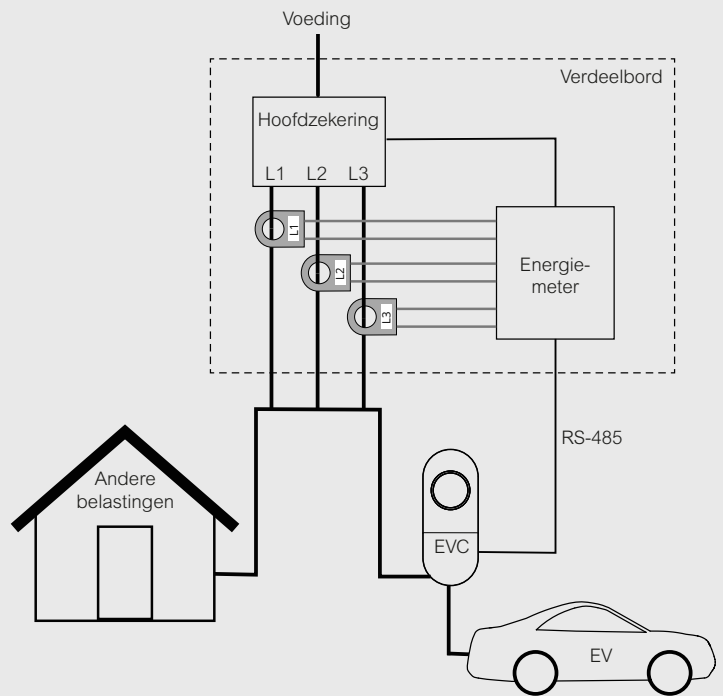 Voeding
Verdeelbord
Hoofdzekering
L1 L2 L3
L1
L2
L3
Energie-
meter
RS-485
Andere
belastingen
EVC
EV